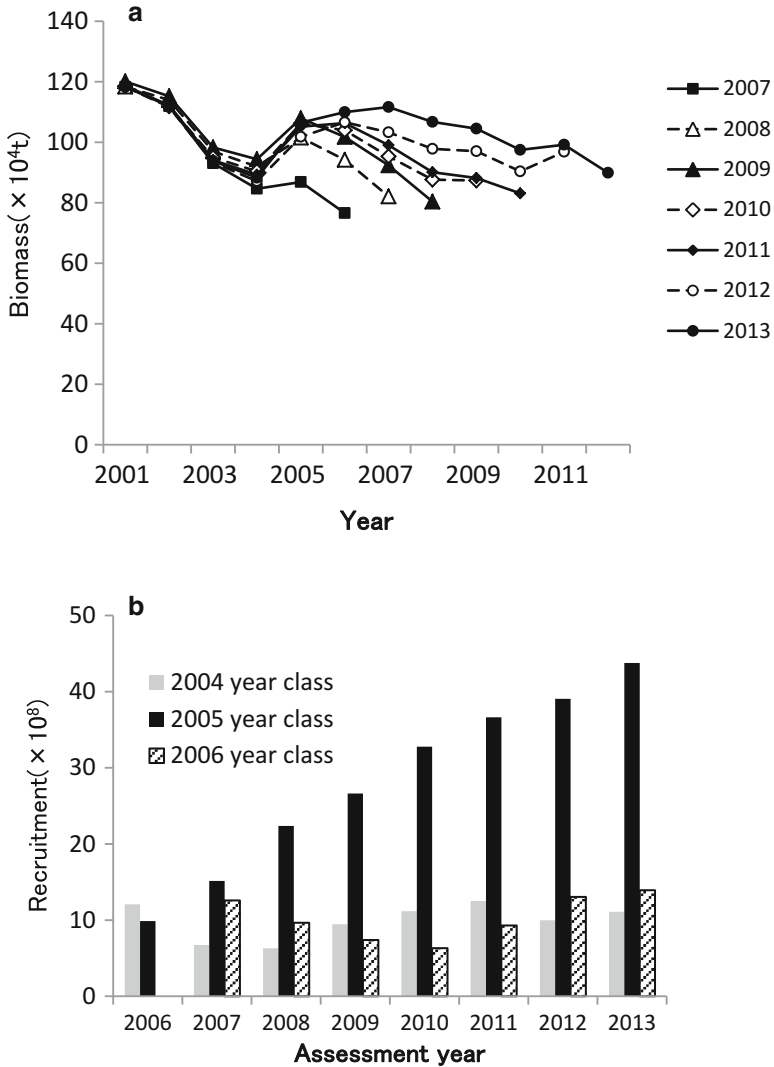 a
140
120
100
80
60
40
20
0
Biomass( × 10⁴t)
2001 2003 2005 2007 2009 2011
Year
2007
2008
2009
2010
2011
2012
2013
b
50
40
30
20
10
0
Recruitment( × 10⁸)
2004 year class
2005 year class
2006 year class
2006 2007 2008 2009 2010 2011 2012 2013
Assessment year